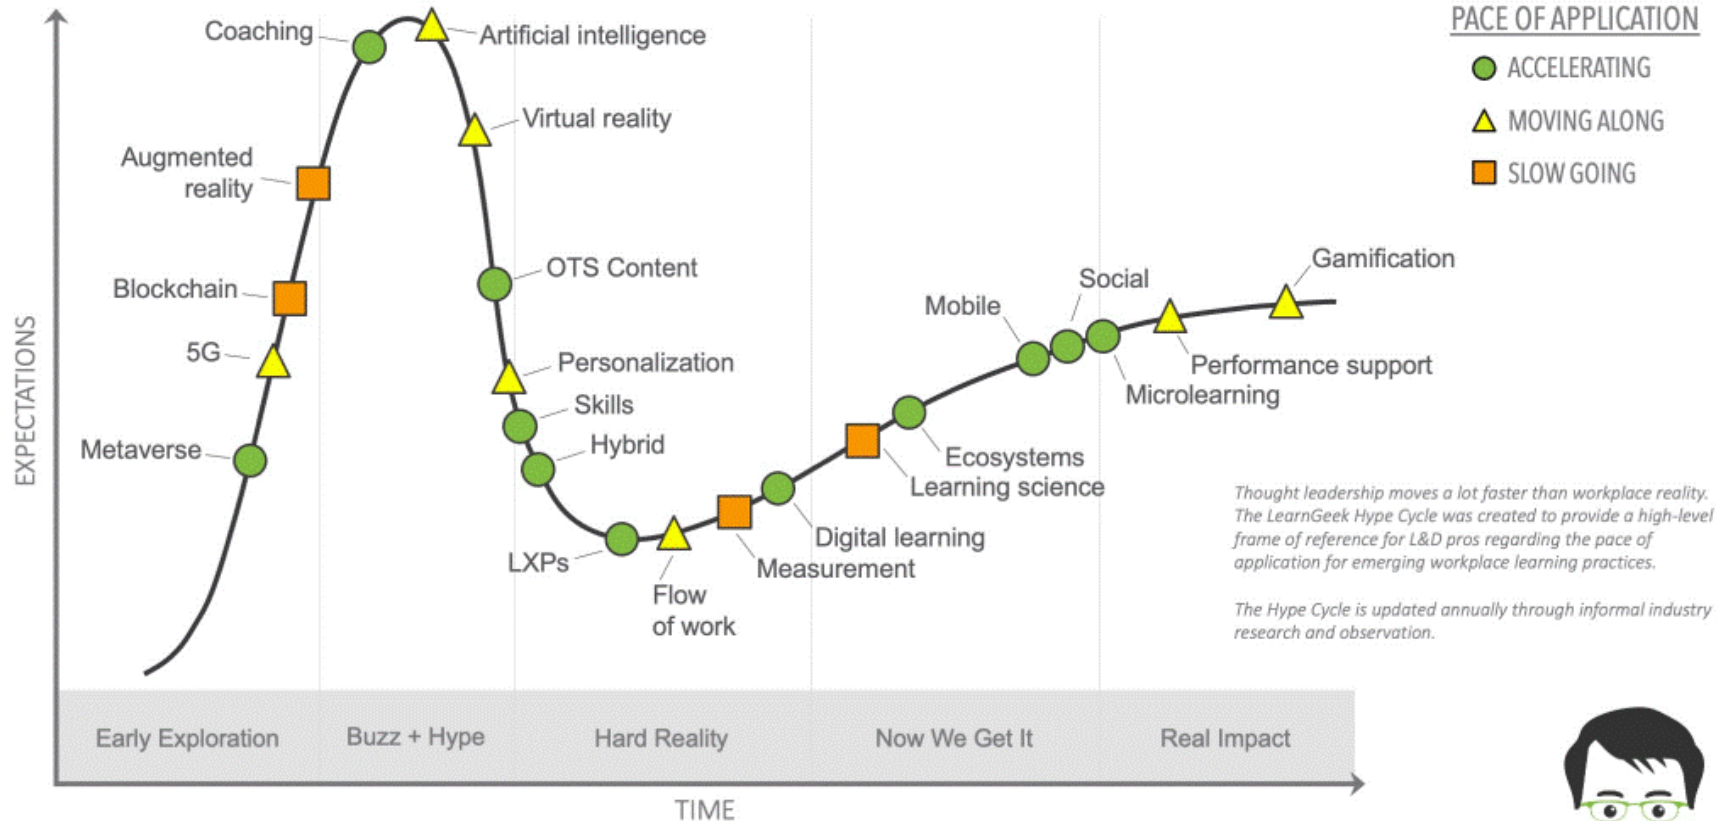 PACE OF APPLICATION
ACCELERATING
MOVING ALONG
SLOW GOING
EXPECTATIONS
Coaching
Artificial intelligence
Virtual reality
Augmented
reality
Blockchain
5G
Metaverse
OTS Content
Personalization
Skills
Hybrid
LXPs
Flow
of work
Measurement
Digital learning
Learning science
Ecosystems
Mobile
Social
Microlearning
Performance support
Gamification
Thought leadership moves a lot faster than workplace reality.
The LearnGeek Hype Cycle was created to provide a high-level
frame of reference for L&D pros regarding the pace of
application for emerging workplace learning practices.
The Hype Cycle is updated annually through informal industry
research and observation.
Early Exploration
Buzz + Hype
Hard Reality
Now We Get It
Real Impact
TIME